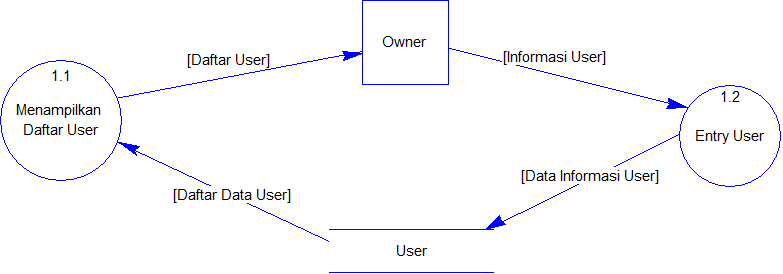 Owner
[Daftar User]
[Informasi User]
1.1
Menampilkan
Daftar User
1.2
Entry User
[Daftar Data User]
[Data Informasi User]
User